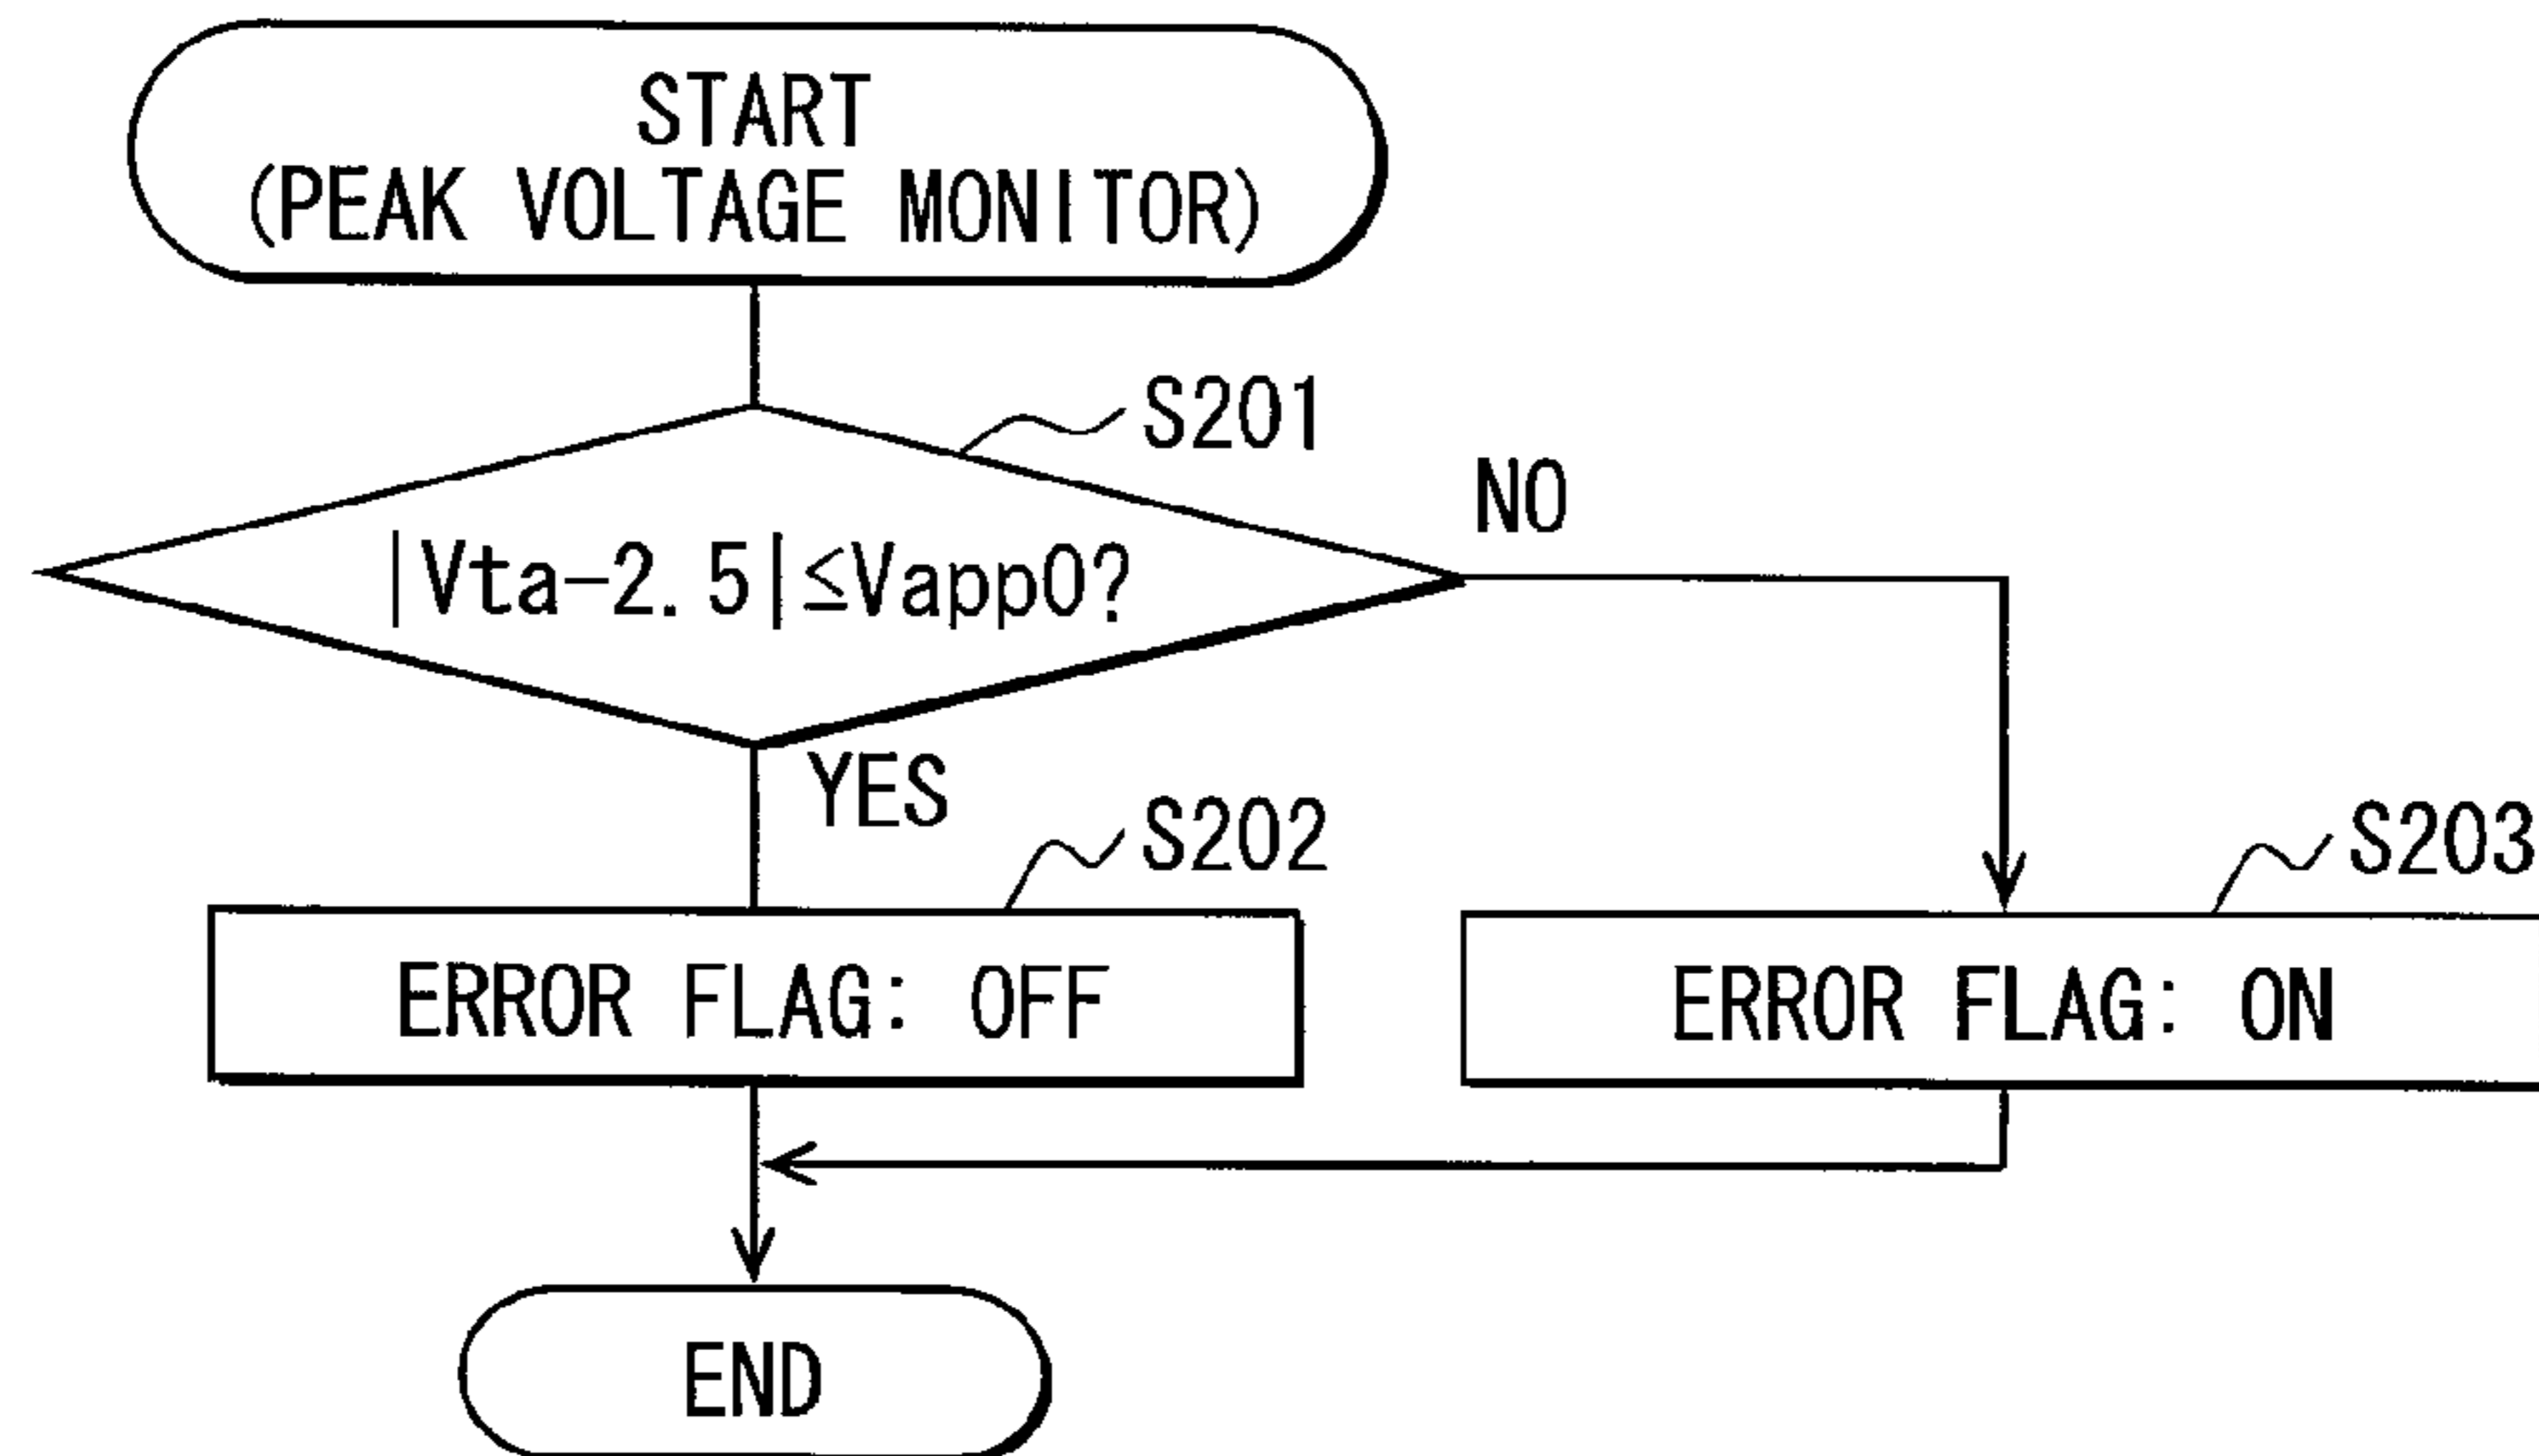 START
(PEAK VOLTAGE MONITOR)
S201
|Vta-2.5|≤Vapp0?
NO
YES
S202
S203
ERROR FLAG: OFF
ERROR FLAG: ON
END